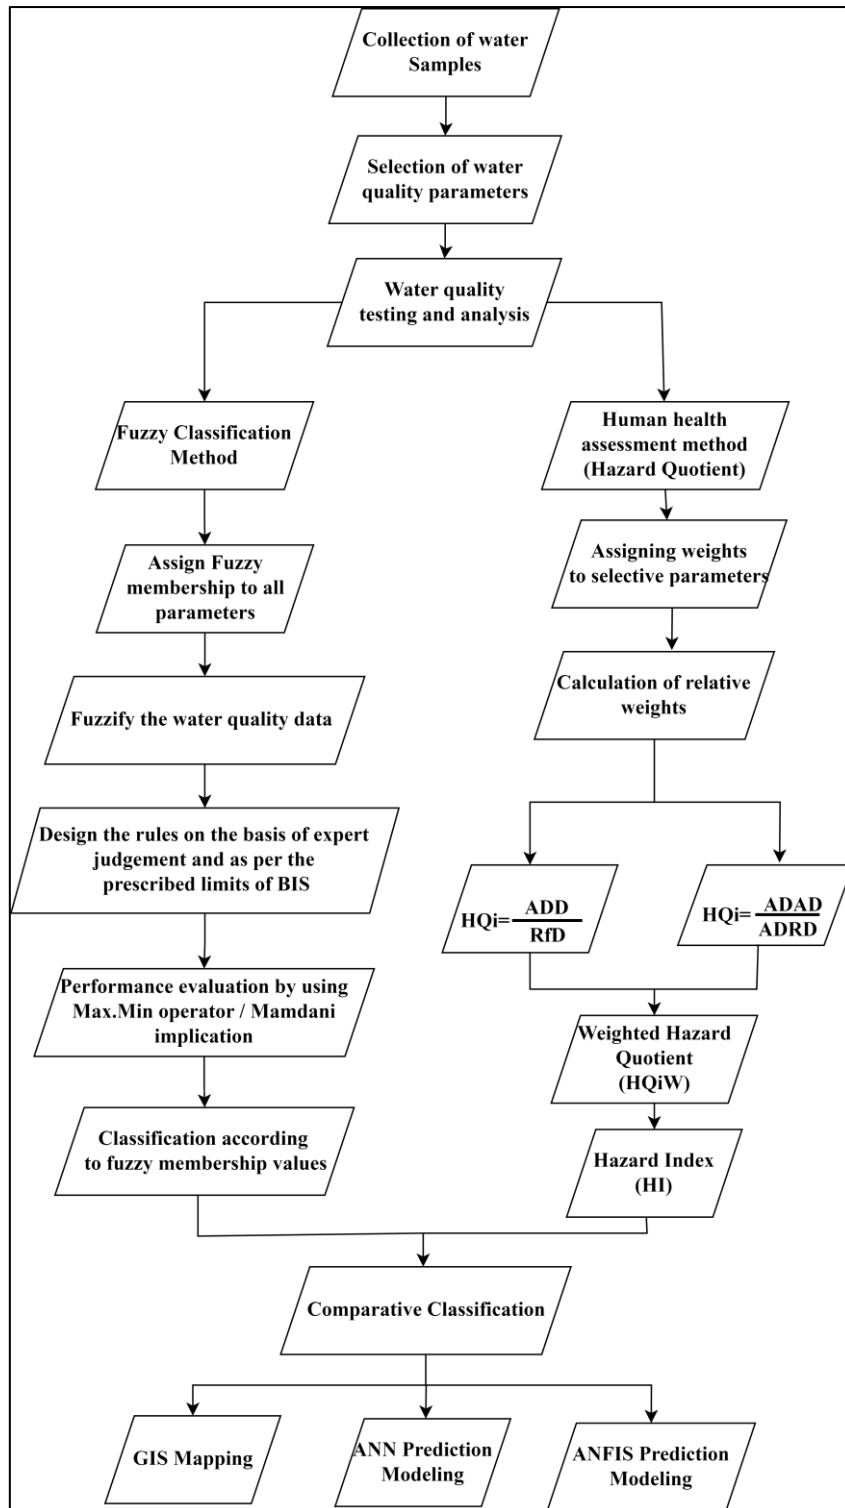 Collection of water
Samples
Selection of water
quality parameters
Water quality
testing and analysis
Fuzzy Classification
Method
Assign Fuzzy
membership to all
parameters
Fuzzify the water quality data
Design the rules on the basis of expert
judgement and as per the
prescribed limits of BIS
Performance evaluation by using
Max.Min operator / Mamdani
implication
Classification according
to fuzzy membership values
Human health
assessment method
(Hazard Quotient)
Assigning weights
to selective parameters
Calculation of relative
weights
HQi= ADD
RfD
HQi= ADAD
ADRD
Weighted Hazard
Quotient
(HQiW)
Hazard Index
(HI)
Comparative Classification
GIS Mapping
ANN Prediction
Modeling
ANFIS Prediction
Modeling